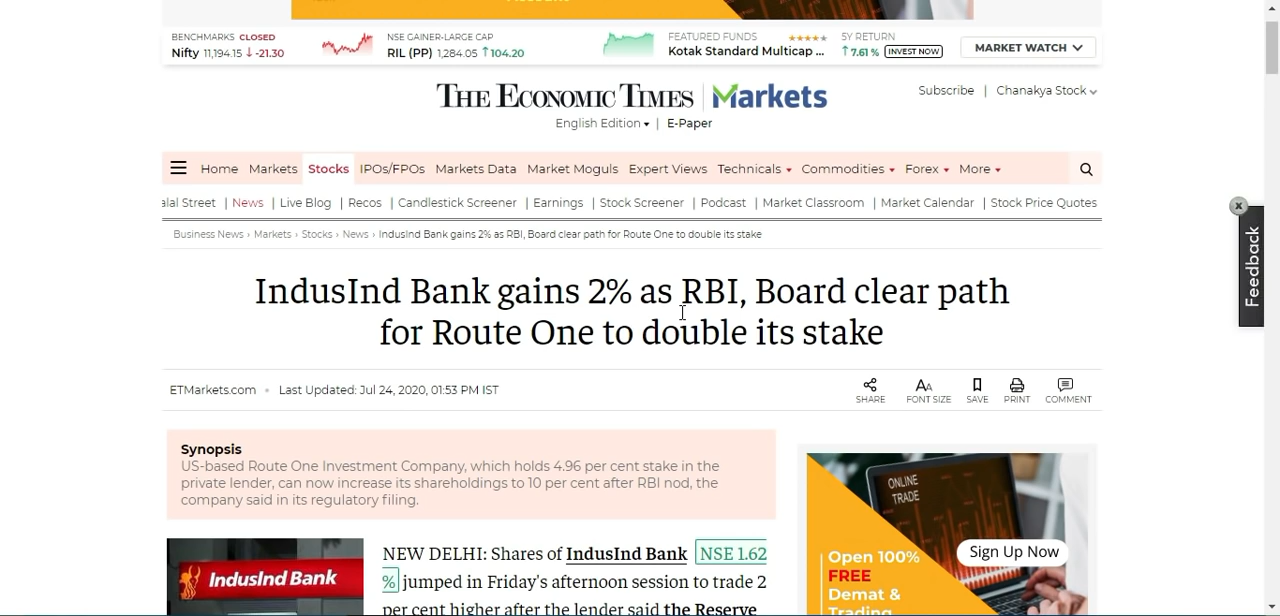 BENCHMARKS CLOSED
Nifty 11,194.15 ↓ -21.30
NSE GAINER-LARGE CAP
RIL (PP) 1,284.05 ↑ 104.20
FEATURED FUNDS ★★★★★
Kotak Standard Multicap ...
5Y RETURN
↑ 7.61 % INVEST NOW
MARKET WATCH
THE ECONOMIC TIMES | Markets
English Edition | E-Paper
Subscribe | Chanakya Stock
Home Markets Stocks IPOs/FPOs Markets Data Market Moguls Expert Views Technicals Commodities Forex More
alal Street | News | Live Blog | Recos | Candlestick Screener | Earnings | Stock Screener | Podcast | Market Classroom | Market Calendar | Stock Price Quotes
Business News › Markets › Stocks › News › IndusInd Bank gains 2% as RBI, Board clear path for Route One to double its stake
Feedback
IndusInd Bank gains 2% as RBI, Board clear path
for Route One to double its stake
ETMarkets.com • Last Updated: Jul 24, 2020, 01:53 PM IST
SHARE FONT SIZE SAVE PRINT COMMENT
Synopsis
US-based Route One Investment Company, which holds 4.96 per cent stake in the
private lender, can now increase its shareholdings to 10 per cent after RBI nod, the
company said in its regulatory filing.
IndusInd Bank
NEW DELHI: Shares of IndusInd Bank NSE 1.62
% jumped in Friday's afternoon session to trade 2
per cent higher after the lender said the Reserve
ONLINE
TRADE
Open 100%
FREE
Demat &
Trading
Sign Up Now